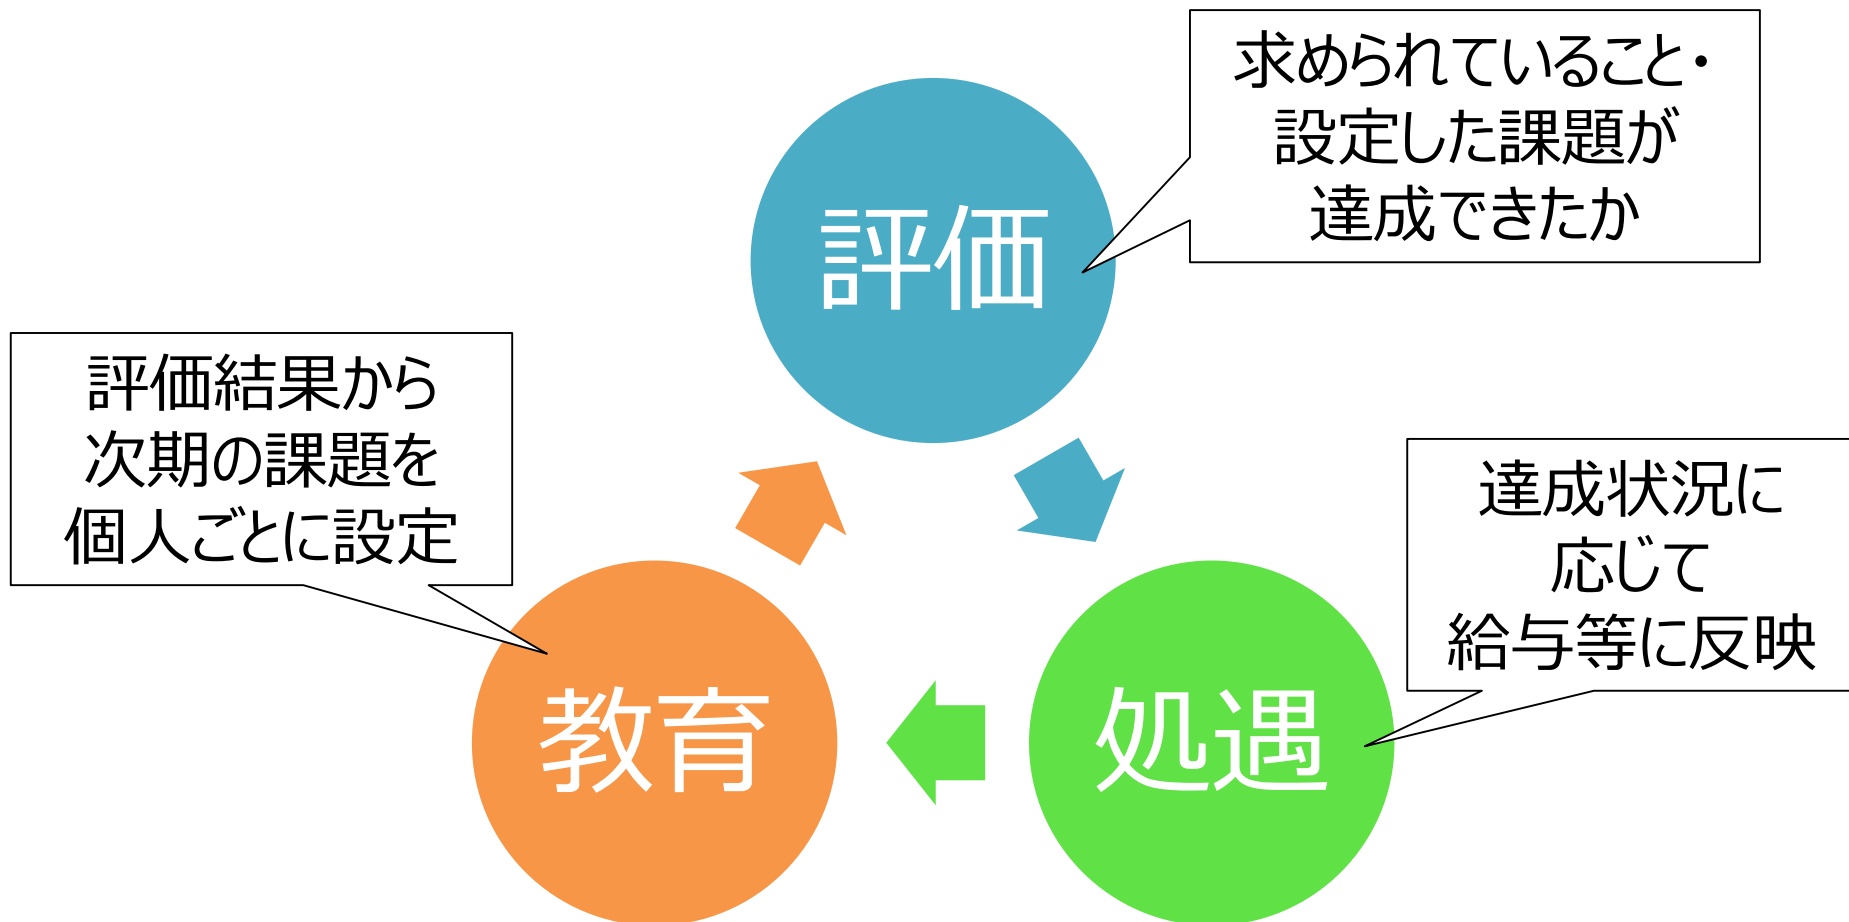 求められていること・
設定した課題が
達成できたか
評価
評価結果から
次期の課題を
個人ごとに設定
達成状況に
応じて
給与等に反映
教育
処遇